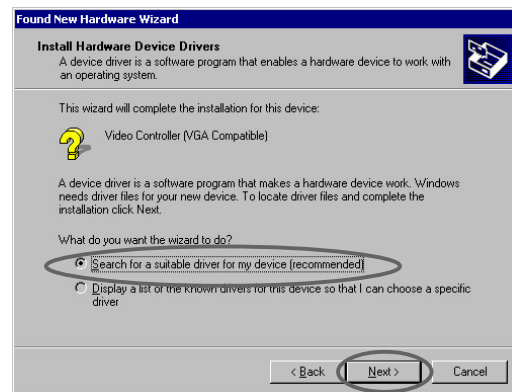 Found New Hardware Wizard
Install Hardware Device Drivers
A device driver is a software program that enables a hardware device to work with
an operating system.
This wizard will complete the installation for this device:
Video Controller (VGA Compatible)
A device driver is a software program that makes a hardware device work. Windows
needs driver files for your new device. To locate driver files and complete the
installation click Next.
What do you want the wizard to do?
Search for a suitable driver for my device (recommended)
Display a list of the known drivers for this device so that I can choose a specific
driver
< Back
Next >
Cancel